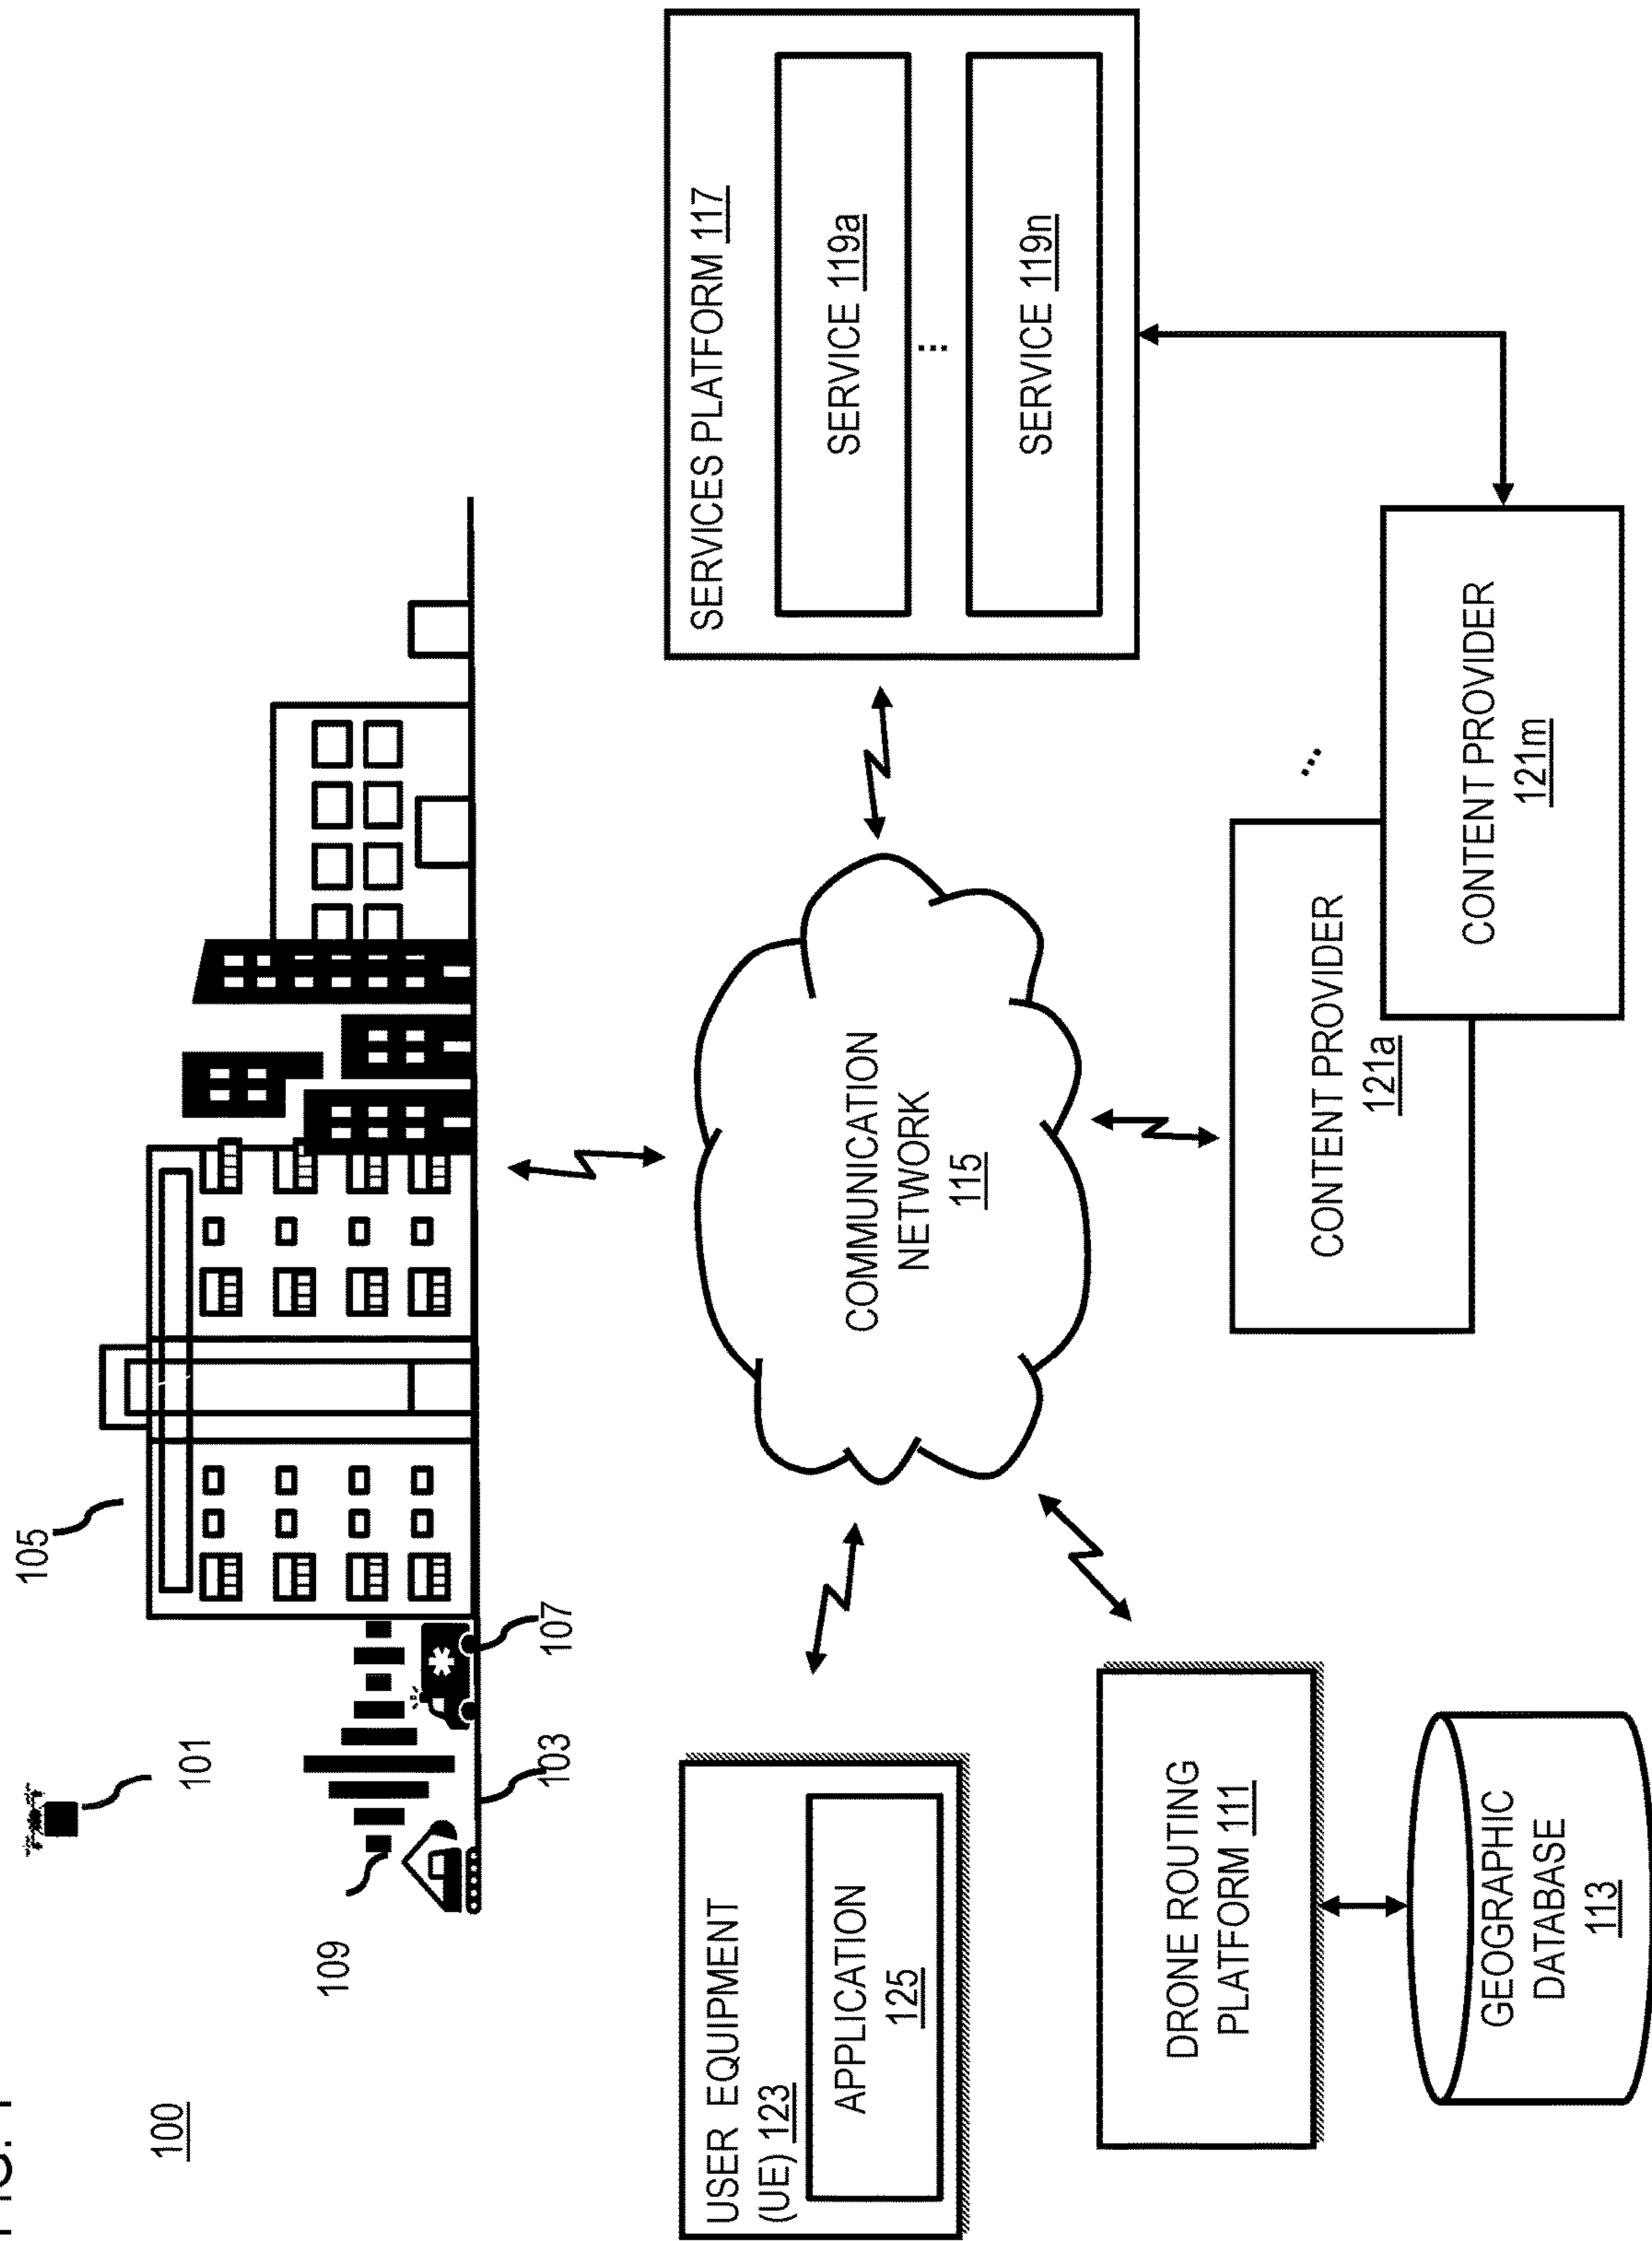 FIG. 1
100
101
105
109
103
107
USER EQUIPMENT
(UE) 123
APPLICATION
125
COMMUNICATION
NETWORK
115
SERVICES PLATFORM 117
SERVICE 119a
...
SERVICE 119n
DRONE ROUTING
PLATFORM 111
GEOGRAPHIC
DATABASE
113
CONTENT PROVIDER
121a
...
CONTENT PROVIDER
121m